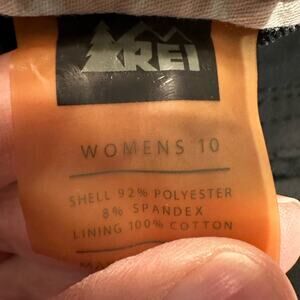 REI
WOMENS 10
SHELL 92% POLYESTER
8% SPANDEX
LINING 100% COTTON